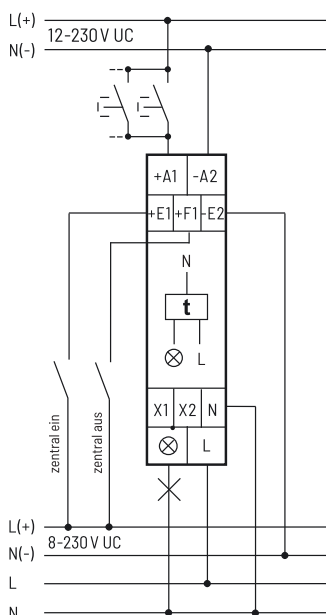 L(+)
12-230 V UC
N(-)
+A1 -A2
+E1 +F1 -E2
N
t
L
X1 X2 N
L
zentral ein
zentral aus
L(+)
8-230 V UC
N(-)
L
N